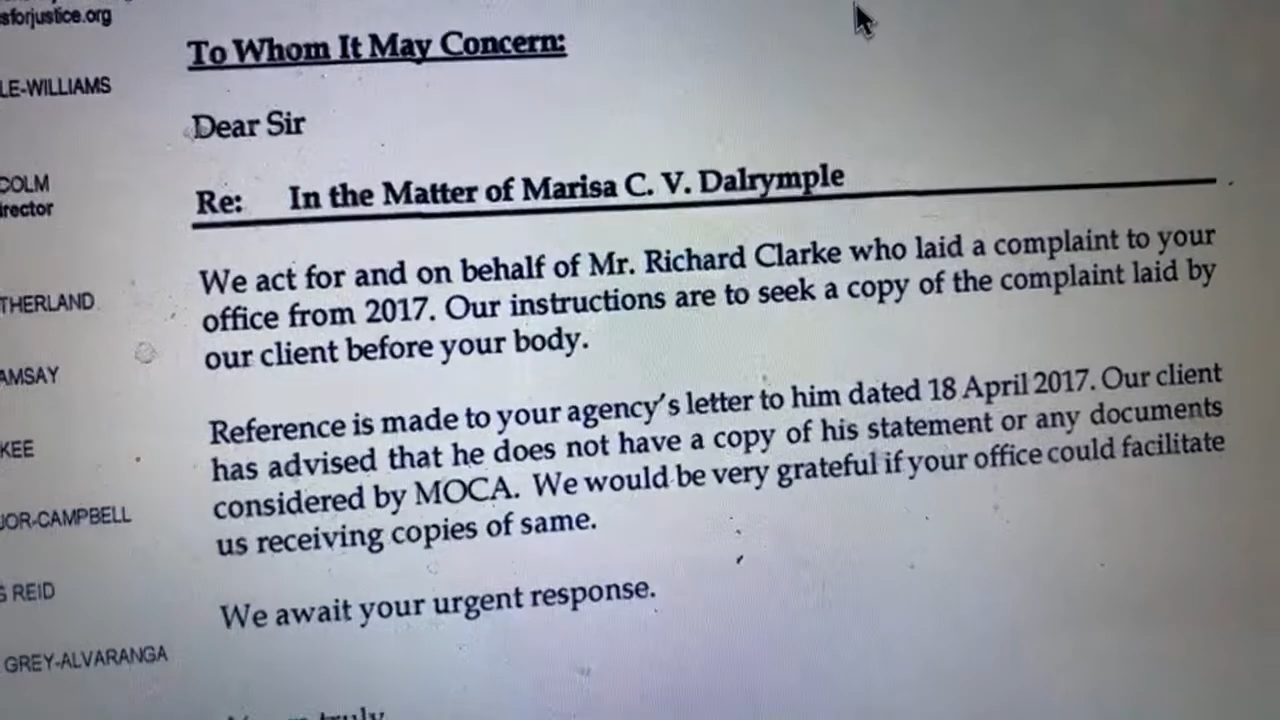 sforjustice.org
To Whom It May Concern:
LE-WILLIAMS
Dear Sir
COLM
irector
Re: In the Matter of Marisa C. V. Dalrymple
We act for and on behalf of Mr. Richard Clarke who laid a complaint to your
office from 2017. Our instructions are to seek a copy of the complaint laid by
our client before your body.
THERLAND
AMSAY
Reference is made to your agency's letter to him dated 18 April 2017. Our client
has advised that he does not have a copy of his statement or any documents
considered by MOCA. We would be very grateful if your office could facilitate
us receiving copies of same.
KEE
JOR-CAMPBELL
We await your urgent response.
REID
GREY-ALVARANGA
truly